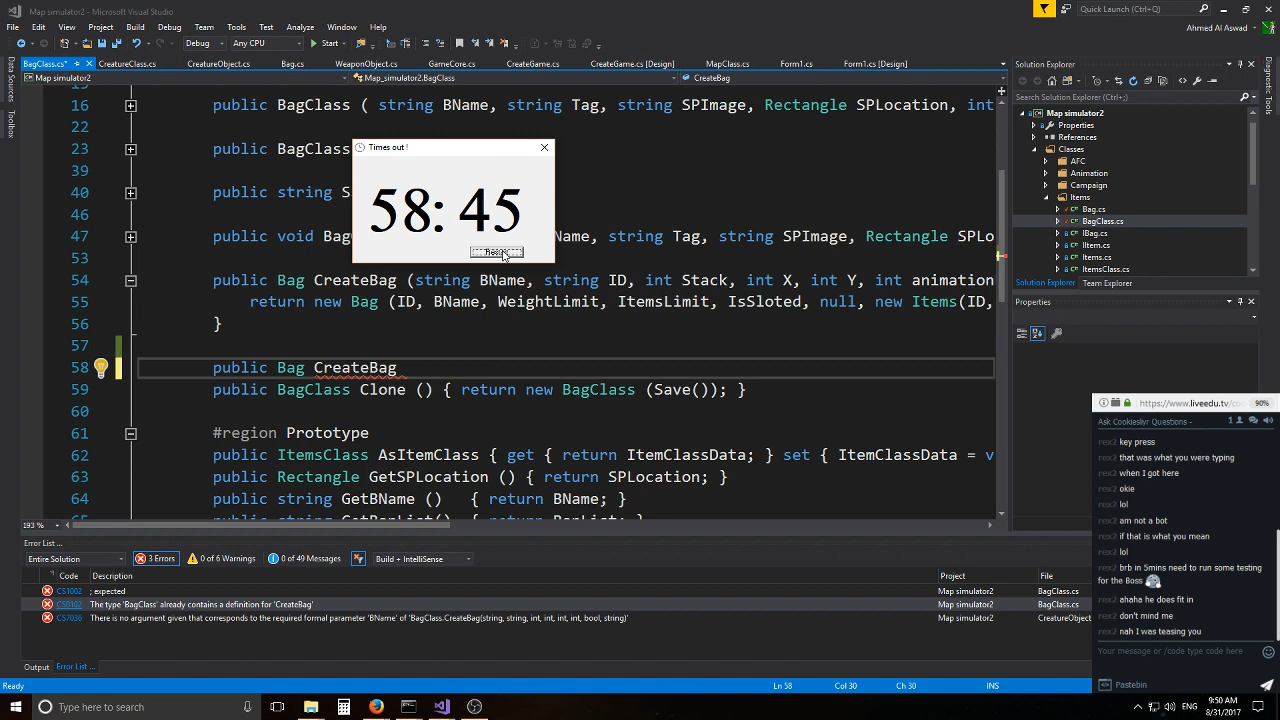 Map simulator2 - Microsoft Visual Studio
Quick Launch (Ctrl+Q)
File Edit View Project Build Debug Team Tools Test Analyze Window Help
Ahmed Al Aswad
Debug Any CPU Start
BagClass.cs* CreatureClass.cs CreatureObject.cs Bag.cs WeaponObject.cs GameCore.cs CreateGame.cs CreateGame.cs [Design] MapClass.cs Form1.cs Form1.cs [Design]
Map simulator2 Map_simulator2.BagClass CreateBag
Data Sources
Toolbox
15
16 public BagClass ( string BName, string Tag, string SPImage, Rectangle SPLocation, int
22
23 public BagClass
39
40 public string S
46
47 public void Bag Name, string Tag, string SPImage, Rectangle SPLo
53
54 public Bag CreateBag (string BName, string ID, int Stack, int X, int Y, int animation
55 return new Bag (ID, BName, WeightLimit, ItemsLimit, IsSloted, null, new Items(ID,
56 }
57
58 public Bag CreateBag
59 public BagClass Clone () { return new BagClass (Save()); }
60
61 #region Prototype
62 public ItemsClass AsItemClass { get { return ItemClassData; } set { ItemClassData = v
63 public Rectangle GetSPLocation () { return SPLocation; }
64 public string GetBName () { return BName; }
193 %
Times out !
58: 45
Solution Explorer
Search Solution Explorer (Ctrl+;)
Map simulator2
Properties
References
Classes
AFC
Animation
Campaign
Items
Bag.cs
BagClass.cs
IBag.cs
IItem.cs
Items.cs
ItemsClass.cs
Solution Explorer Team Explorer
Properties
Diagnostic Tools
Error List ...
Entire Solution 3 Errors 0 of 6 Warnings 0 of 49 Messages Build + IntelliSense
Code Description Project File
CS1002 ; expected Map simulator2 BagClass.cs
CS0102 The type 'BagClass' already contains a definition for 'CreateBag' Map simulator2 BagClass.cs
CS7036 There is no argument given that corresponds to the required formal parameter 'BName' of 'BagClass.CreateBag(string, string, int, int, int, int, bool, string)' Map simulator2 CreatureObject
Output Error List ...
Ready Ln 58 Col 30 Ch 30 INS
https://www.liveedu.tv/ 90%
Ask Cookieslyr Questions - 1
rex2 key press
rex2 that was what you were typing
rex2 when I got here
rex2 okie
rex2 lol
rex2 am not a bot
rex2 if that is what you mean
rex2 lol
rex2 brb in 5mins need to run some testing
for the Boss
rex2 ahaha he does fit in
rex2 don't mind me
rex2 nah I was teasing you
Your message or /code type code here
Pastebin
Type here to search
ENG
9:50 AM
8/31/2017